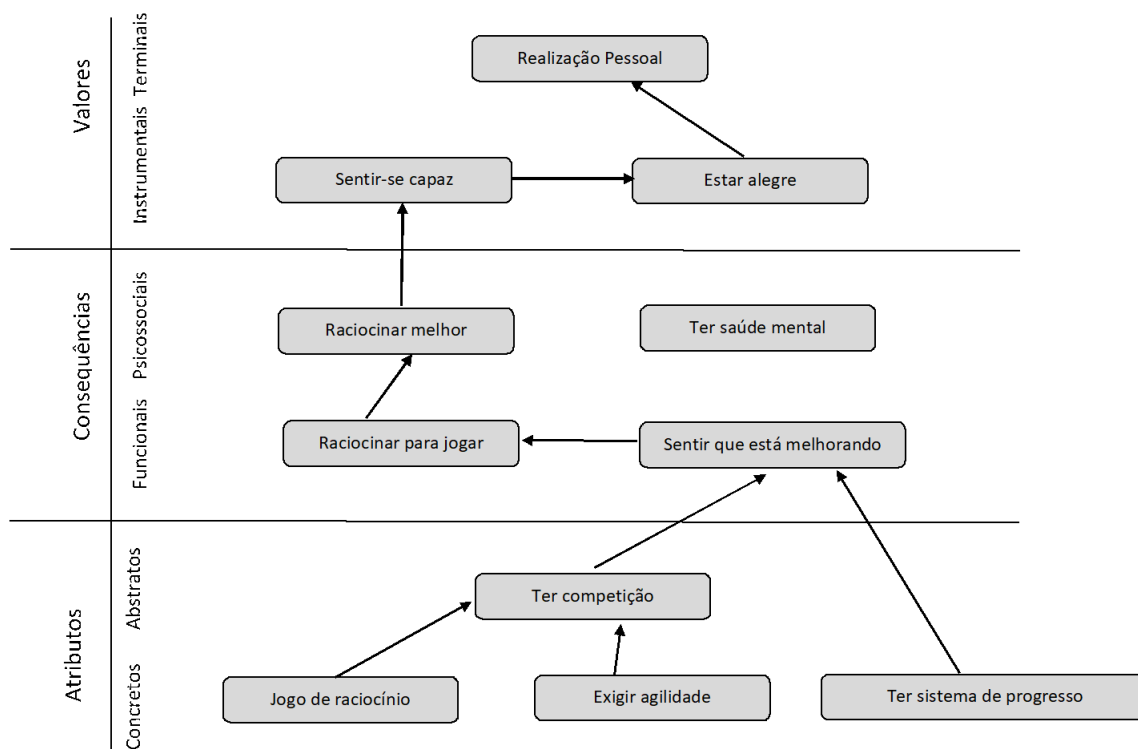 Valores
Terminais
Realização Pessoal
Instrumentais
Sentir-se capaz
Estar alegre
Consequências
Psicossociais
Raciocinar melhor
Ter saúde mental
Funcionais
Raciocinar para jogar
Sentir que está melhorando
Atributos
Abstratos
Ter competição
Concretos
Jogo de raciocínio
Exigir agilidade
Ter sistema de progresso